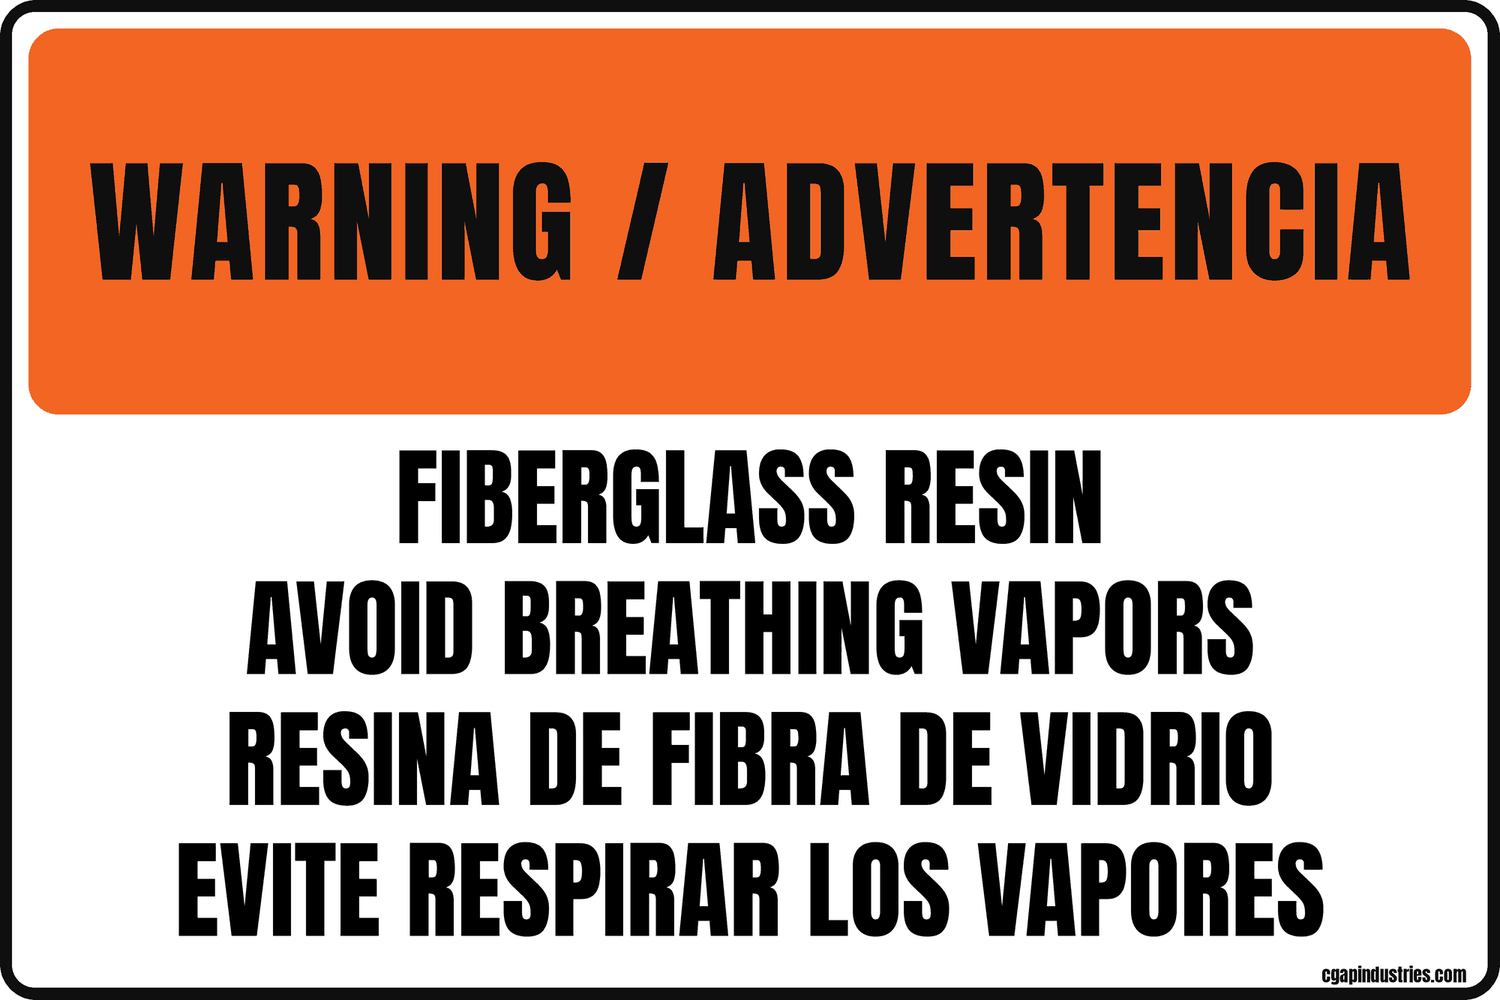 WARNING / ADVERTENCIA
FIBERGLASS RESIN
AVOID BREATHING VAPORS
RESINA DE FIBRA DE VIDRIO
EVITE RESPIRAR LOS VAPORES
cgapindustries.com